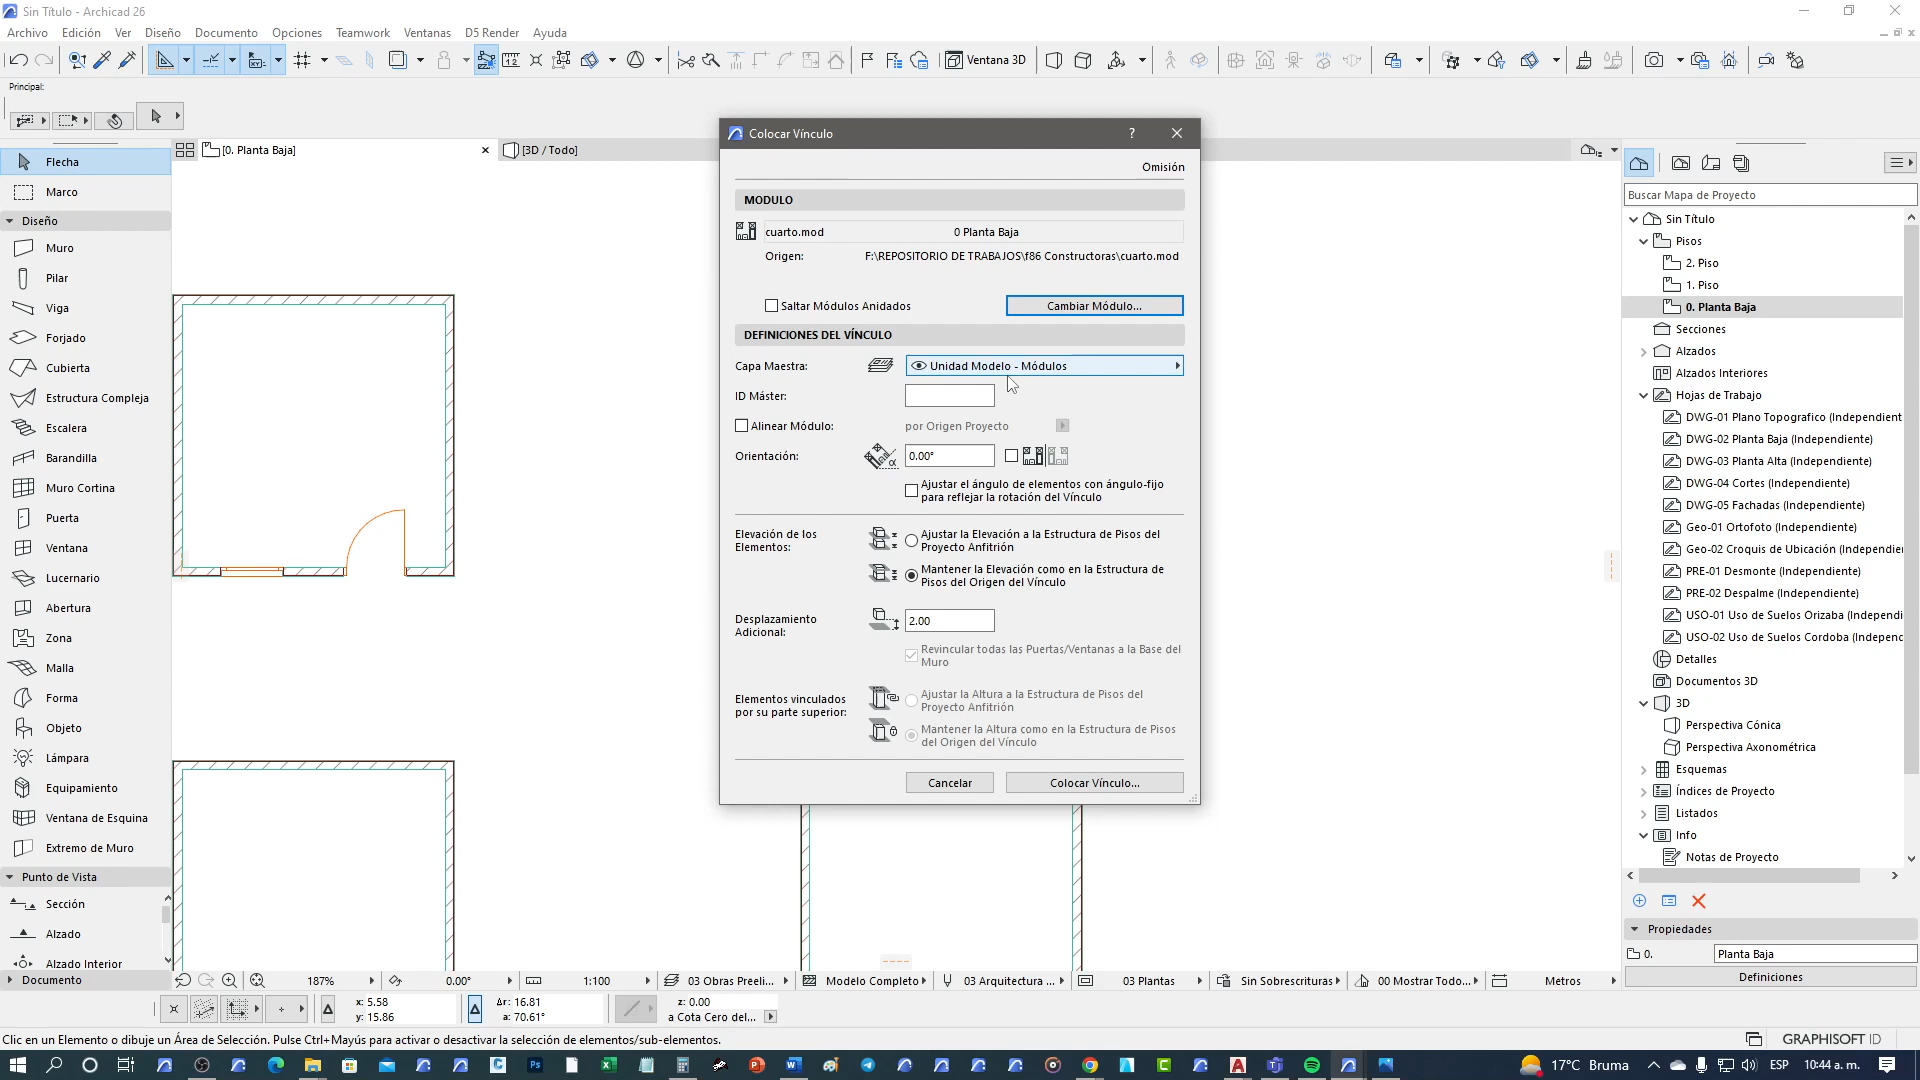 Sin Título - Archicad 26
Archivo Edición Ver Diseño Documento Opciones Teamwork Ventanas D5 Render Ayuda
Ventana 3D
Principal:
[0. Planta Baja]
[3D / Todo]
Flecha
Marco
Diseño
Muro
Pilar
Viga
Forjado
Cubierta
Estructura Compleja
Escalera
Barandilla
Muro Cortina
Puerta
Ventana
Lucernario
Abertura
Zona
Malla
Forma
Objeto
Lámpara
Equipamiento
Ventana de Esquina
Extremo de Muro
Punto de Vista
Sección
Alzado
Alzado Interior
Documento
Colocar Vínculo
?
Omisión
MODULO
cuarto.mod 0 Planta Baja
Origen: F:\REPOSITORIO DE TRABAJOS\f86 Constructoras\cuarto.mod
Saltar Módulos Anidados
Cambiar Módulo...
DEFINICIONES DEL VÍNCULO
Capa Maestra: Unidad Modelo - Módulos
ID Máster:
Alinear Módulo: por Origen Proyecto
Orientación: 0.00°
Ajustar el ángulo de elementos con ángulo-fijo
para reflejar la rotación del Vínculo
Elevación de los
Elementos:
Ajustar la Elevación a la Estructura de Pisos del
Proyecto Anfitrión
Mantener la Elevación como en la Estructura de
Pisos del Origen del Vínculo
Desplazamiento
Adicional:
2.00
Revincular todas las Puertas/Ventanas a la Base del
Muro
Elementos vinculados
por su parte superior:
Ajustar la Altura a la Estructura de Pisos del
Proyecto Anfitrión
Mantener la Altura como en la Estructura de Pisos
del Origen del Vínculo
Cancelar
Colocar Vínculo...
Buscar Mapa de Proyecto
Sin Título
Pisos
2. Piso
1. Piso
0. Planta Baja
Secciones
Alzados
Alzados Interiores
Hojas de Trabajo
DWG-01 Plano Topografico (Independient
DWG-02 Planta Baja (Independiente)
DWG-03 Planta Alta (Independiente)
DWG-04 Cortes (Independiente)
DWG-05 Fachadas (Independiente)
Geo-01 Ortofoto (Independiente)
Geo-02 Croquis de Ubicación (Independie
PRE-01 Desmonte (Independiente)
PRE-02 Despalme (Independiente)
USO-01 Uso de Suelos Orizaba (Independi
USO-02 Uso de Suelos Cordoba (Independ
Detalles
Documentos 3D
3D
Perspectiva Cónica
Perspectiva Axonométrica
Esquemas
Índices de Proyecto
Listados
Info
Notas de Proyecto
Propiedades
0. Planta Baja
Definiciones
187% 0.00° 1:100 03 Obras Preeli... Modelo Completo 03 Arquitectura ... 03 Plantas Sin Sobrescrituras 00 Mostrar Todo... Metros
x: 5.58
y: 15.86
Δr: 16.81
a: 70.61°
z: 0.00
a Cota Cero del...
Clic en un Elemento o dibuje un Área de Selección. Pulse Ctrl+Mayús para activar o desactivar la selección de elementos/sub-elementos.
GRAPHISOFT ID
17°C Bruma
ESP
10:44 a. m.